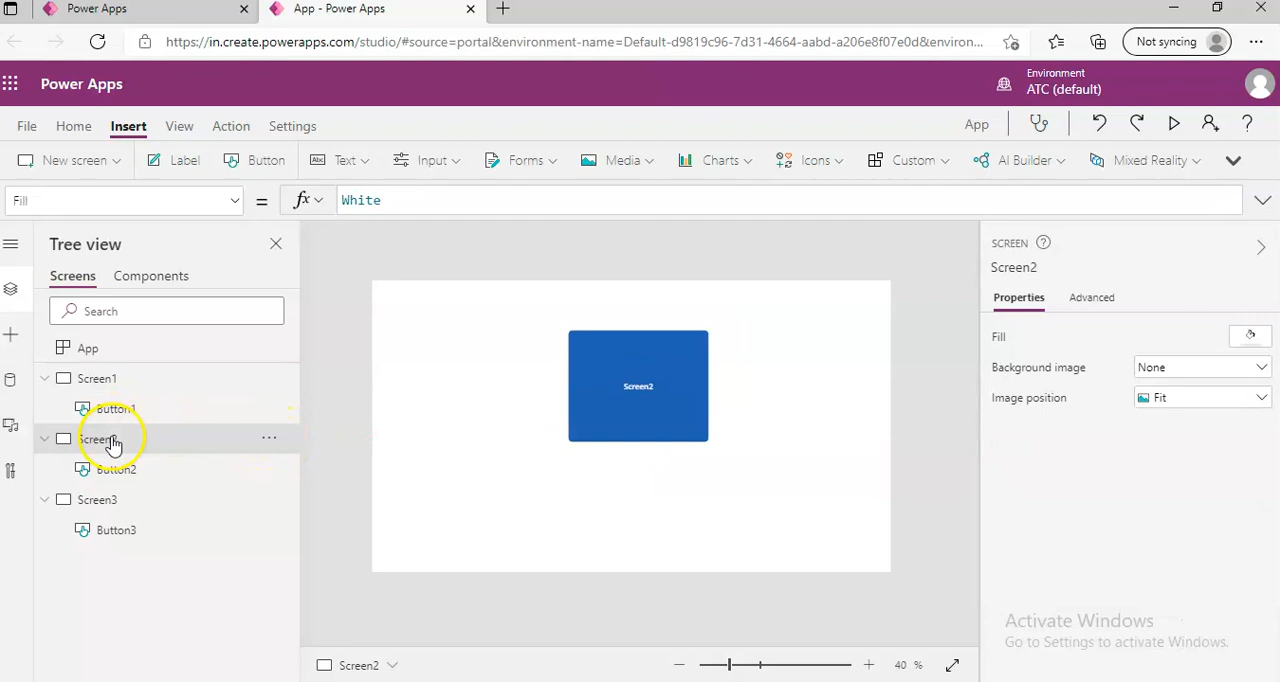 Power Apps
App - Power Apps
https://in.create.powerapps.com/studio/#source=portal&environment-name=Default-d9819c96-7d31-4664-aabd-a206e8f07e0d&environ...
Not syncing
Power Apps
Environment
ATC (default)
File Home Insert View Action Settings
App
New screen Label Button Text Input Forms Media Charts Icons Custom AI Builder Mixed Reality
Fill = fx White
Tree view
Screens Components
Search
App
Screen1
Button1
Button2
Screen3
Button3
Screen2
SCREEN
Screen2
Properties Advanced
Fill
Background image None
Image position Fit
Activate Windows
Go to Settings to activate Windows.
Screen2
40 %